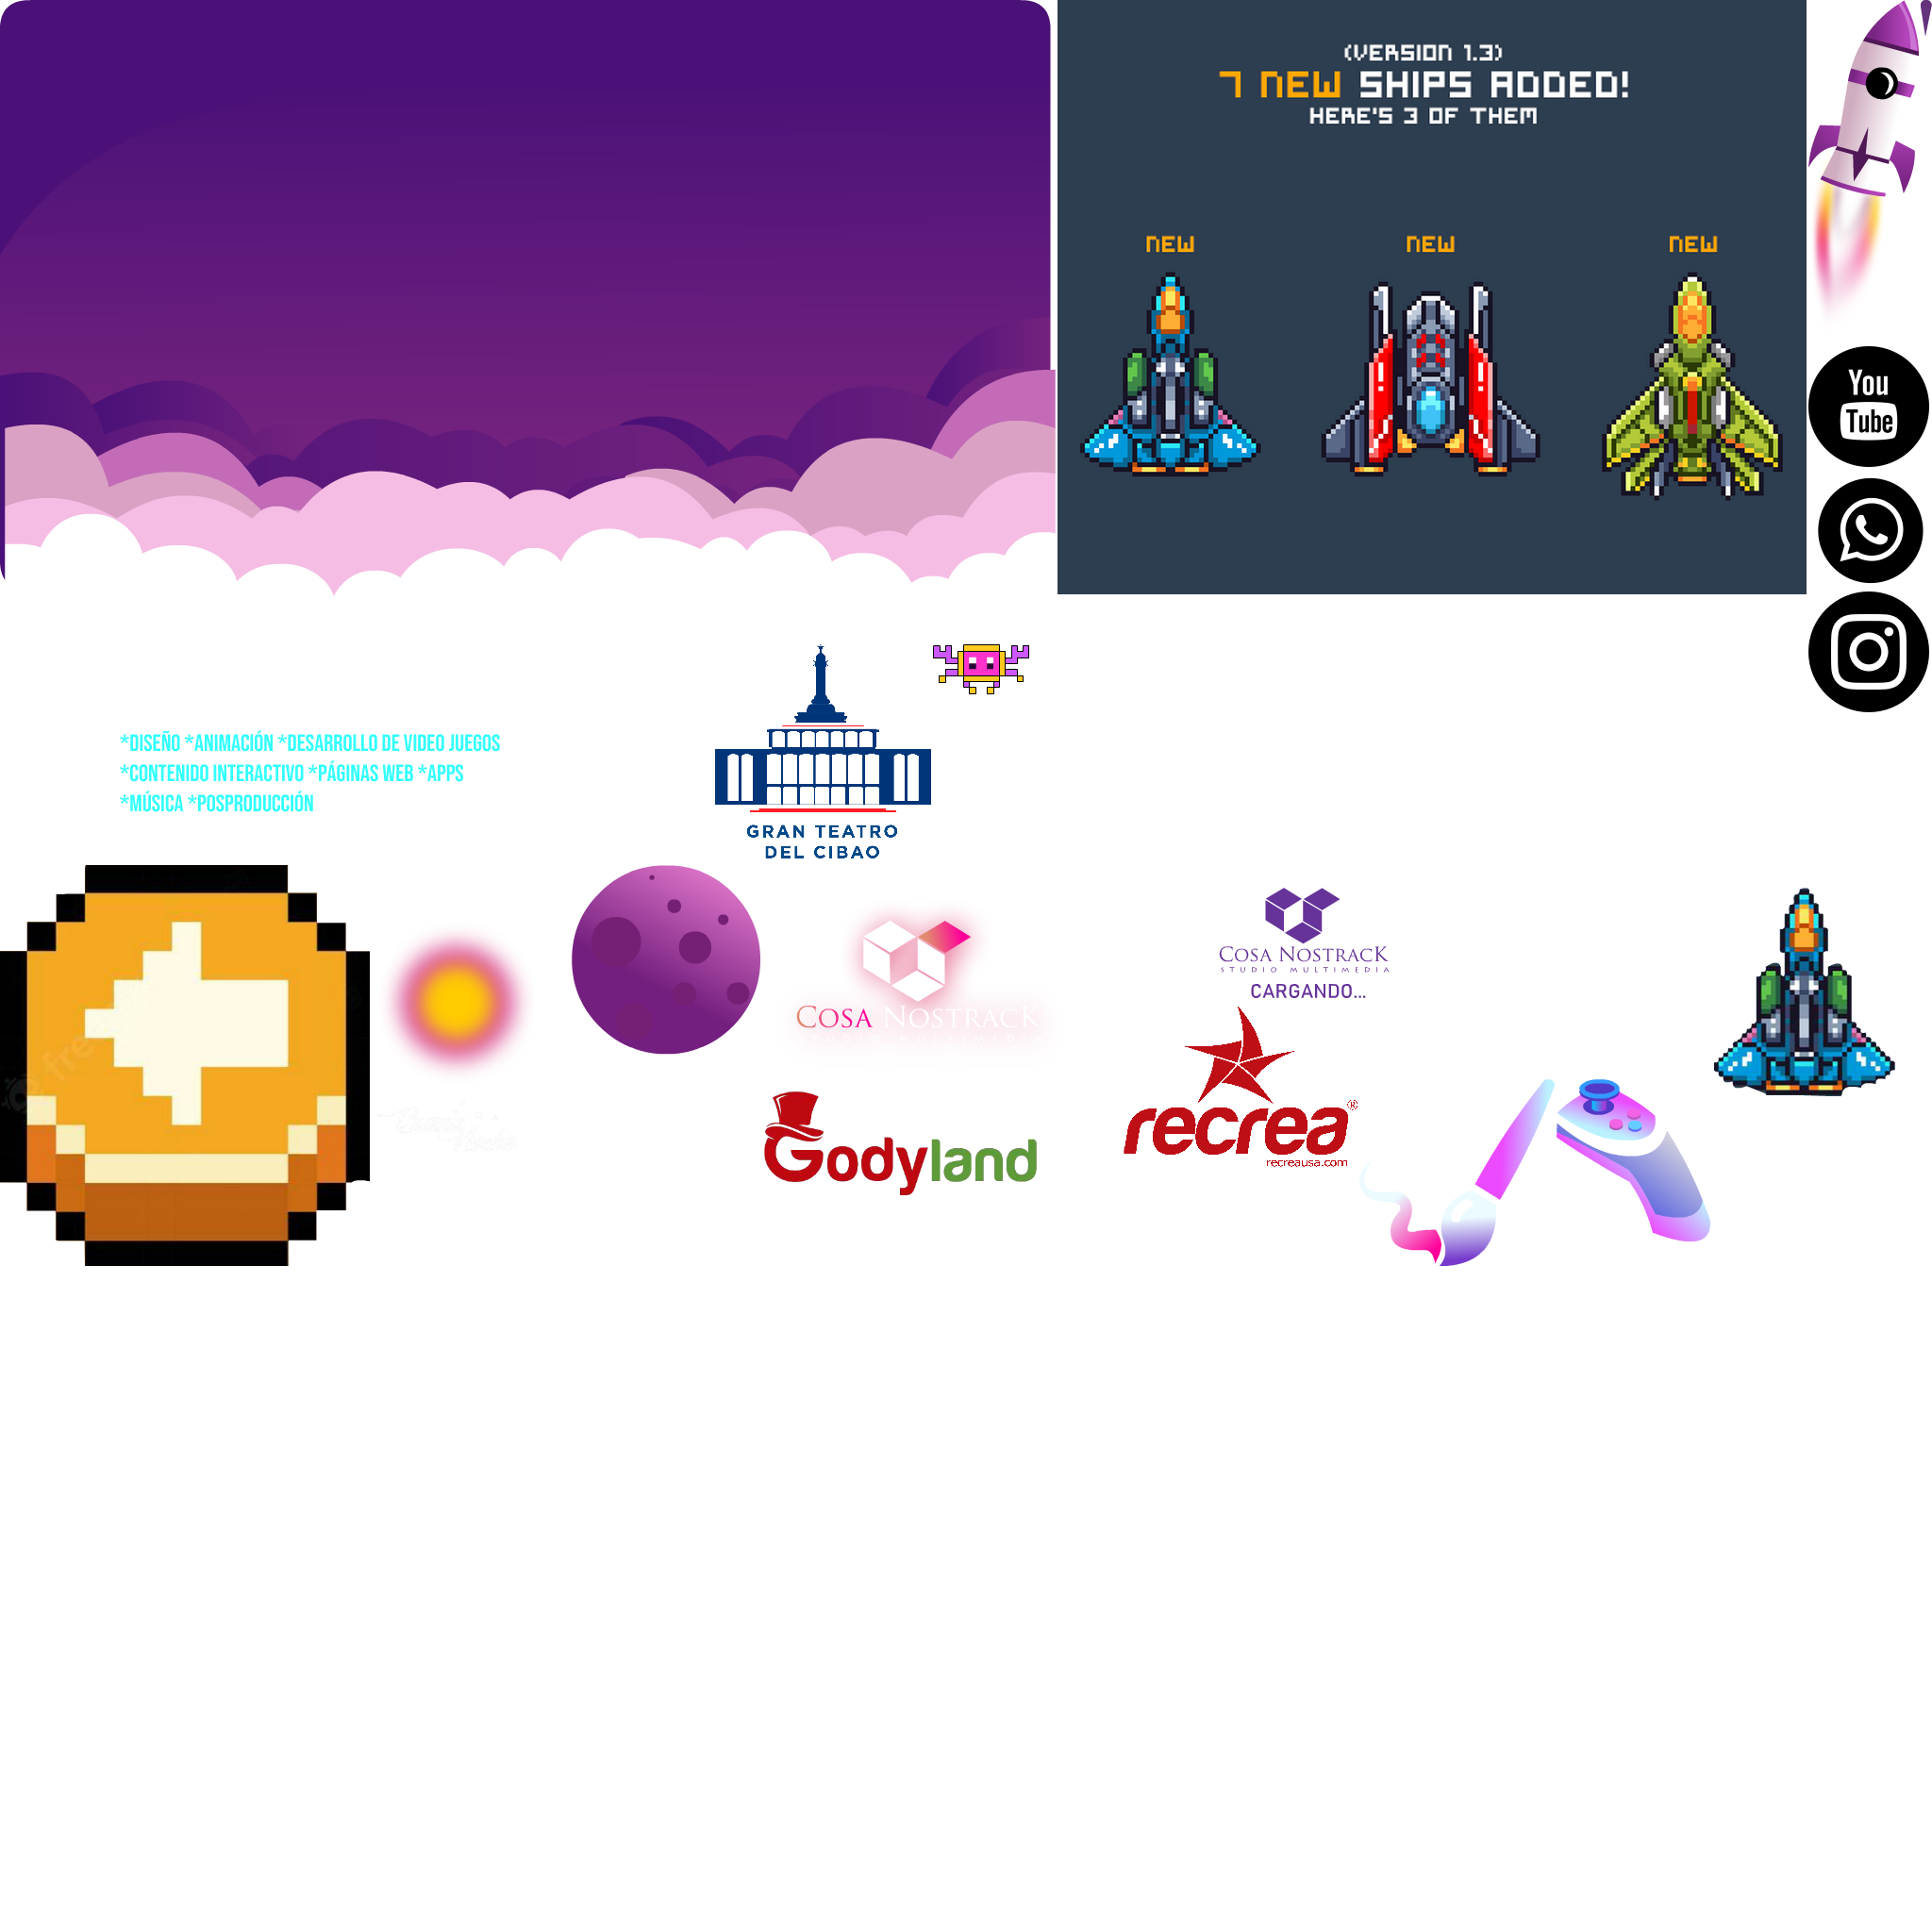 (VERSION 1.3)
7 NEW SHIPS ADDED!
HERE'S 3 OF THEM
NEW
NEW
NEW
You
Tube
*DISEÑO *ANIMACIÓN *DESARROLLO DE VIDEO JUEGOS
*CONTENIDO INTERACTIVO *PÁGINAS WEB *APPS
*MÚSICA *POSPRODUCCIÓN
GRAN TEATRO
DEL CIBAO
COSA NOSTRACK
COSA NOSTRACK
STUDIO MULTIMEDIA
CARGANDO...
Godyland
recrea®
recreausa.com